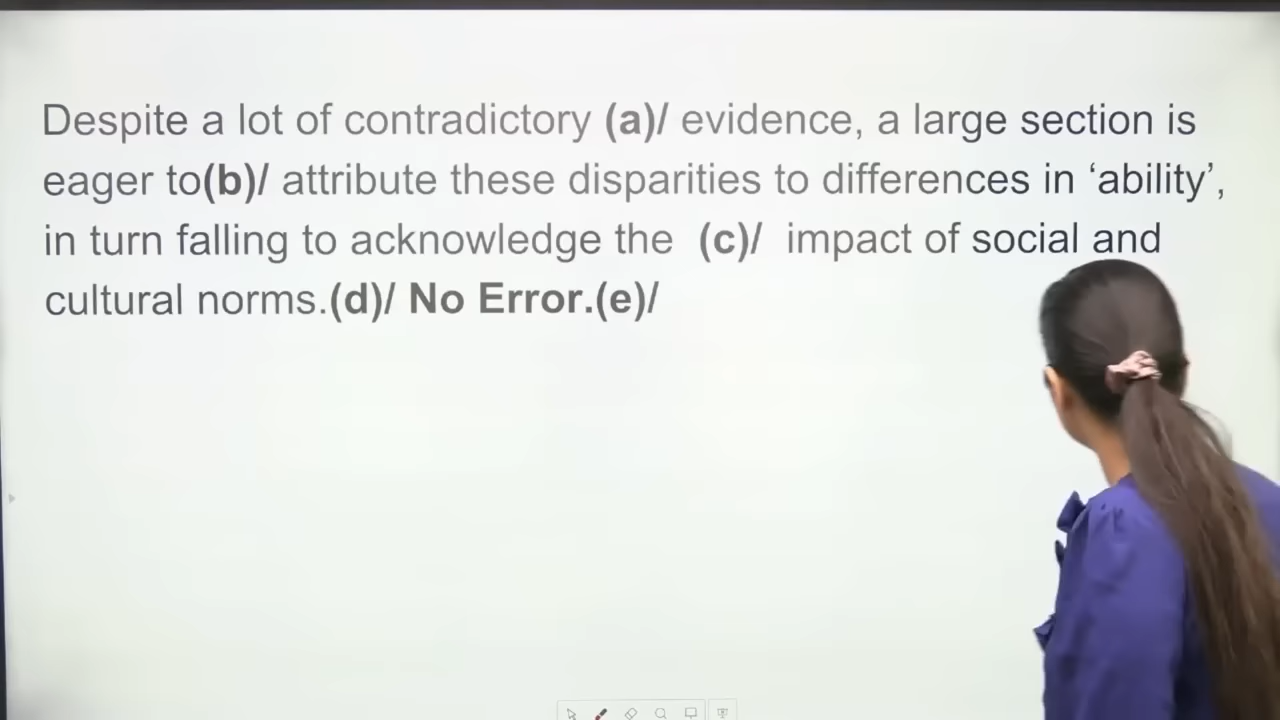 Despite a lot of contradictory (a)/ evidence, a large section is
eager to(b)/ attribute these disparities to differences in ‘ability’,
in turn falling to acknowledge the (c)/ impact of social and
cultural norms.(d)/ No Error.(e)/